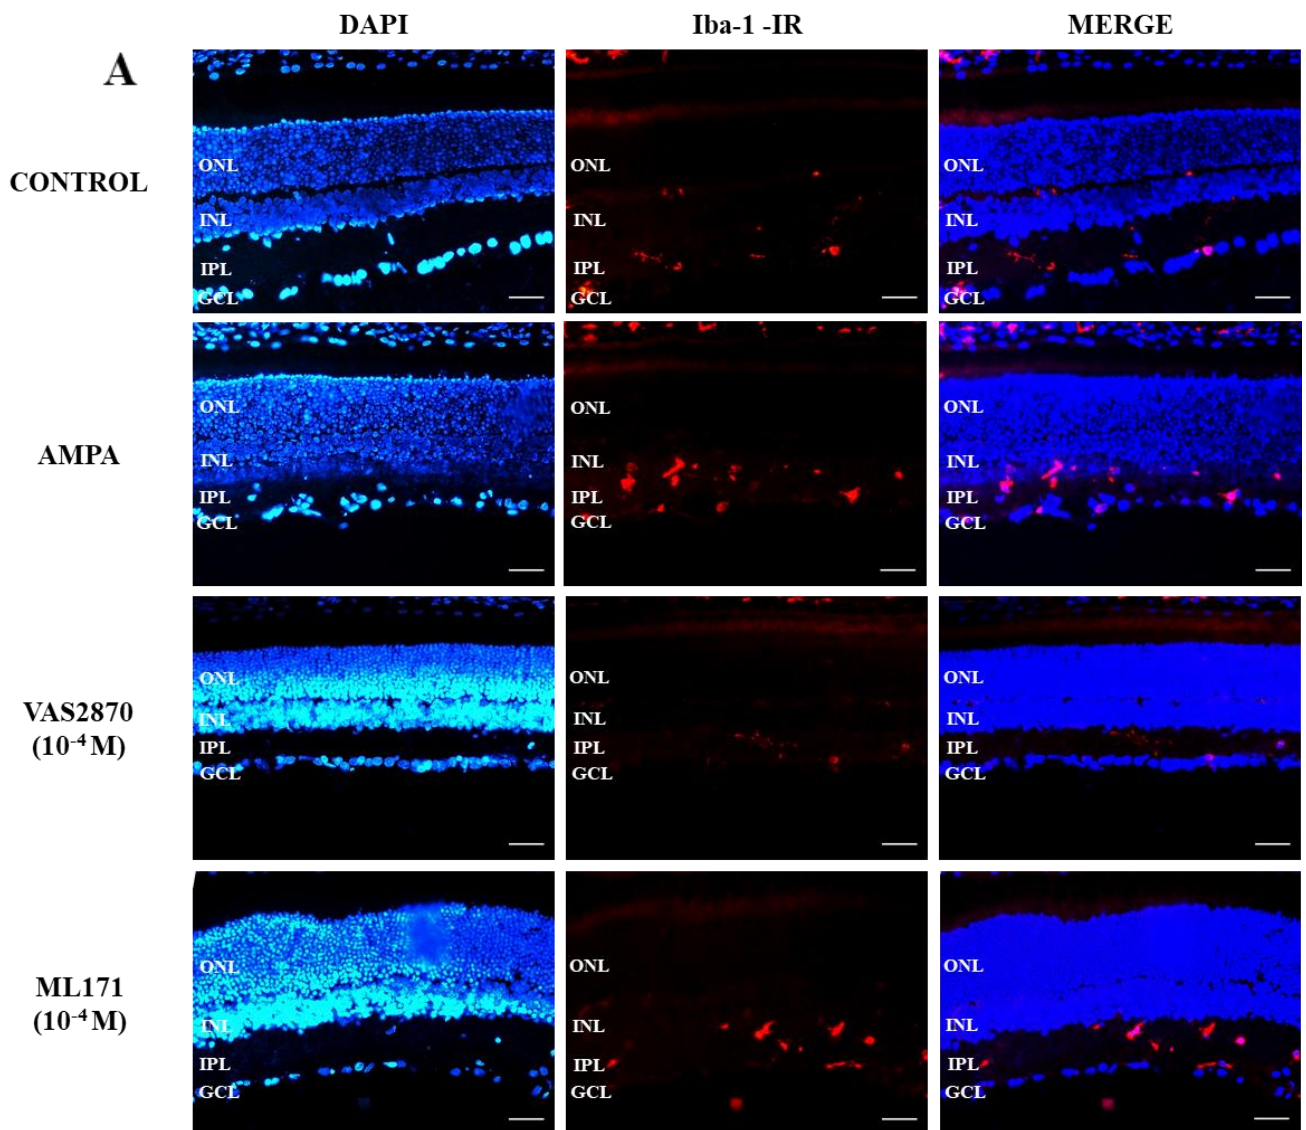 DAPI
Iba-1 -IR
MERGE
A
CONTROL
ONL
INL
IPL
GCL
ONL
INL
IPL
GCL
ONL
INL
IPL
GCL
AMPA
ONL
INL
IPL
GCL
ONL
INL
IPL
GCL
ONL
INL
IPL
GCL
VAS2870
(10⁻⁴ M)
ONL
INL
IPL
GCL
ONL
INL
IPL
GCL
ONL
INL
IPL
GCL
ML171
(10⁻⁴ M)
ONL
INL
IPL
GCL
ONL
INL
IPL
GCL
ONL
INL
IPL
GCL